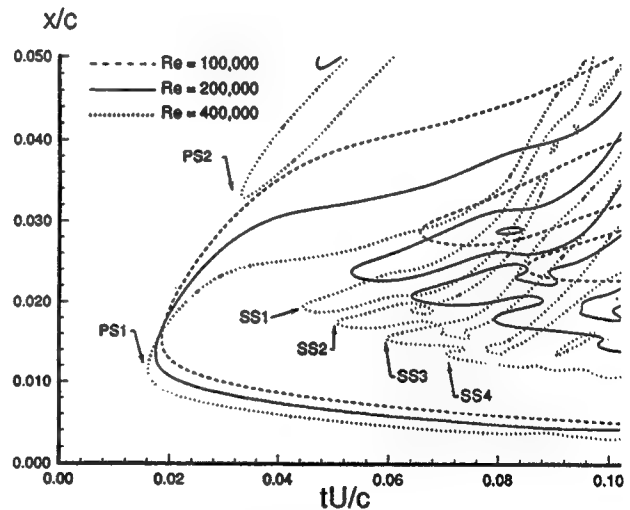 x/c
0.050
0.040
0.030
0.020
0.010
0.000
Re = 100,000
Re = 200,000
Re = 400,000
PS2
PS1
SS1
SS2
SS3
SS4
0.00
0.02
0.04
0.06
0.08
0.10
tU/c